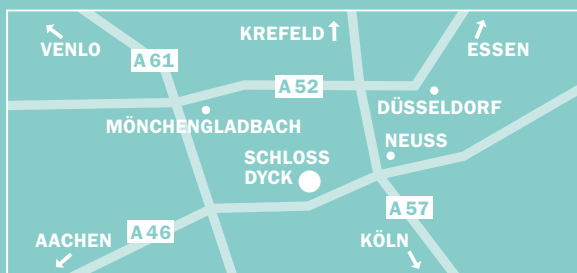 KREFELD
VENLO
ESSEN
A 61
A 52
DÜSSELDORF
MÖNCHENGLADBACH
NEUSS
SCHLOSS
DYCK
A 57
A 46
AACHEN
KÖLN